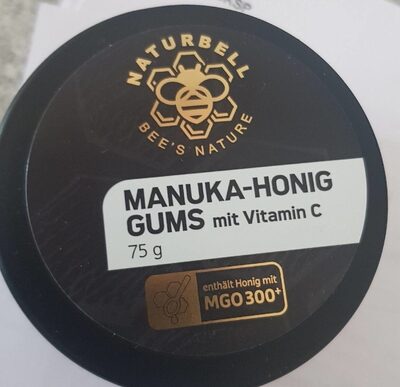 NATURBELL
BEE'S NATURE
MANUKA-HONIG
GUMS mit Vitamin C
75 g
enthält Honig mit
MGO 300+